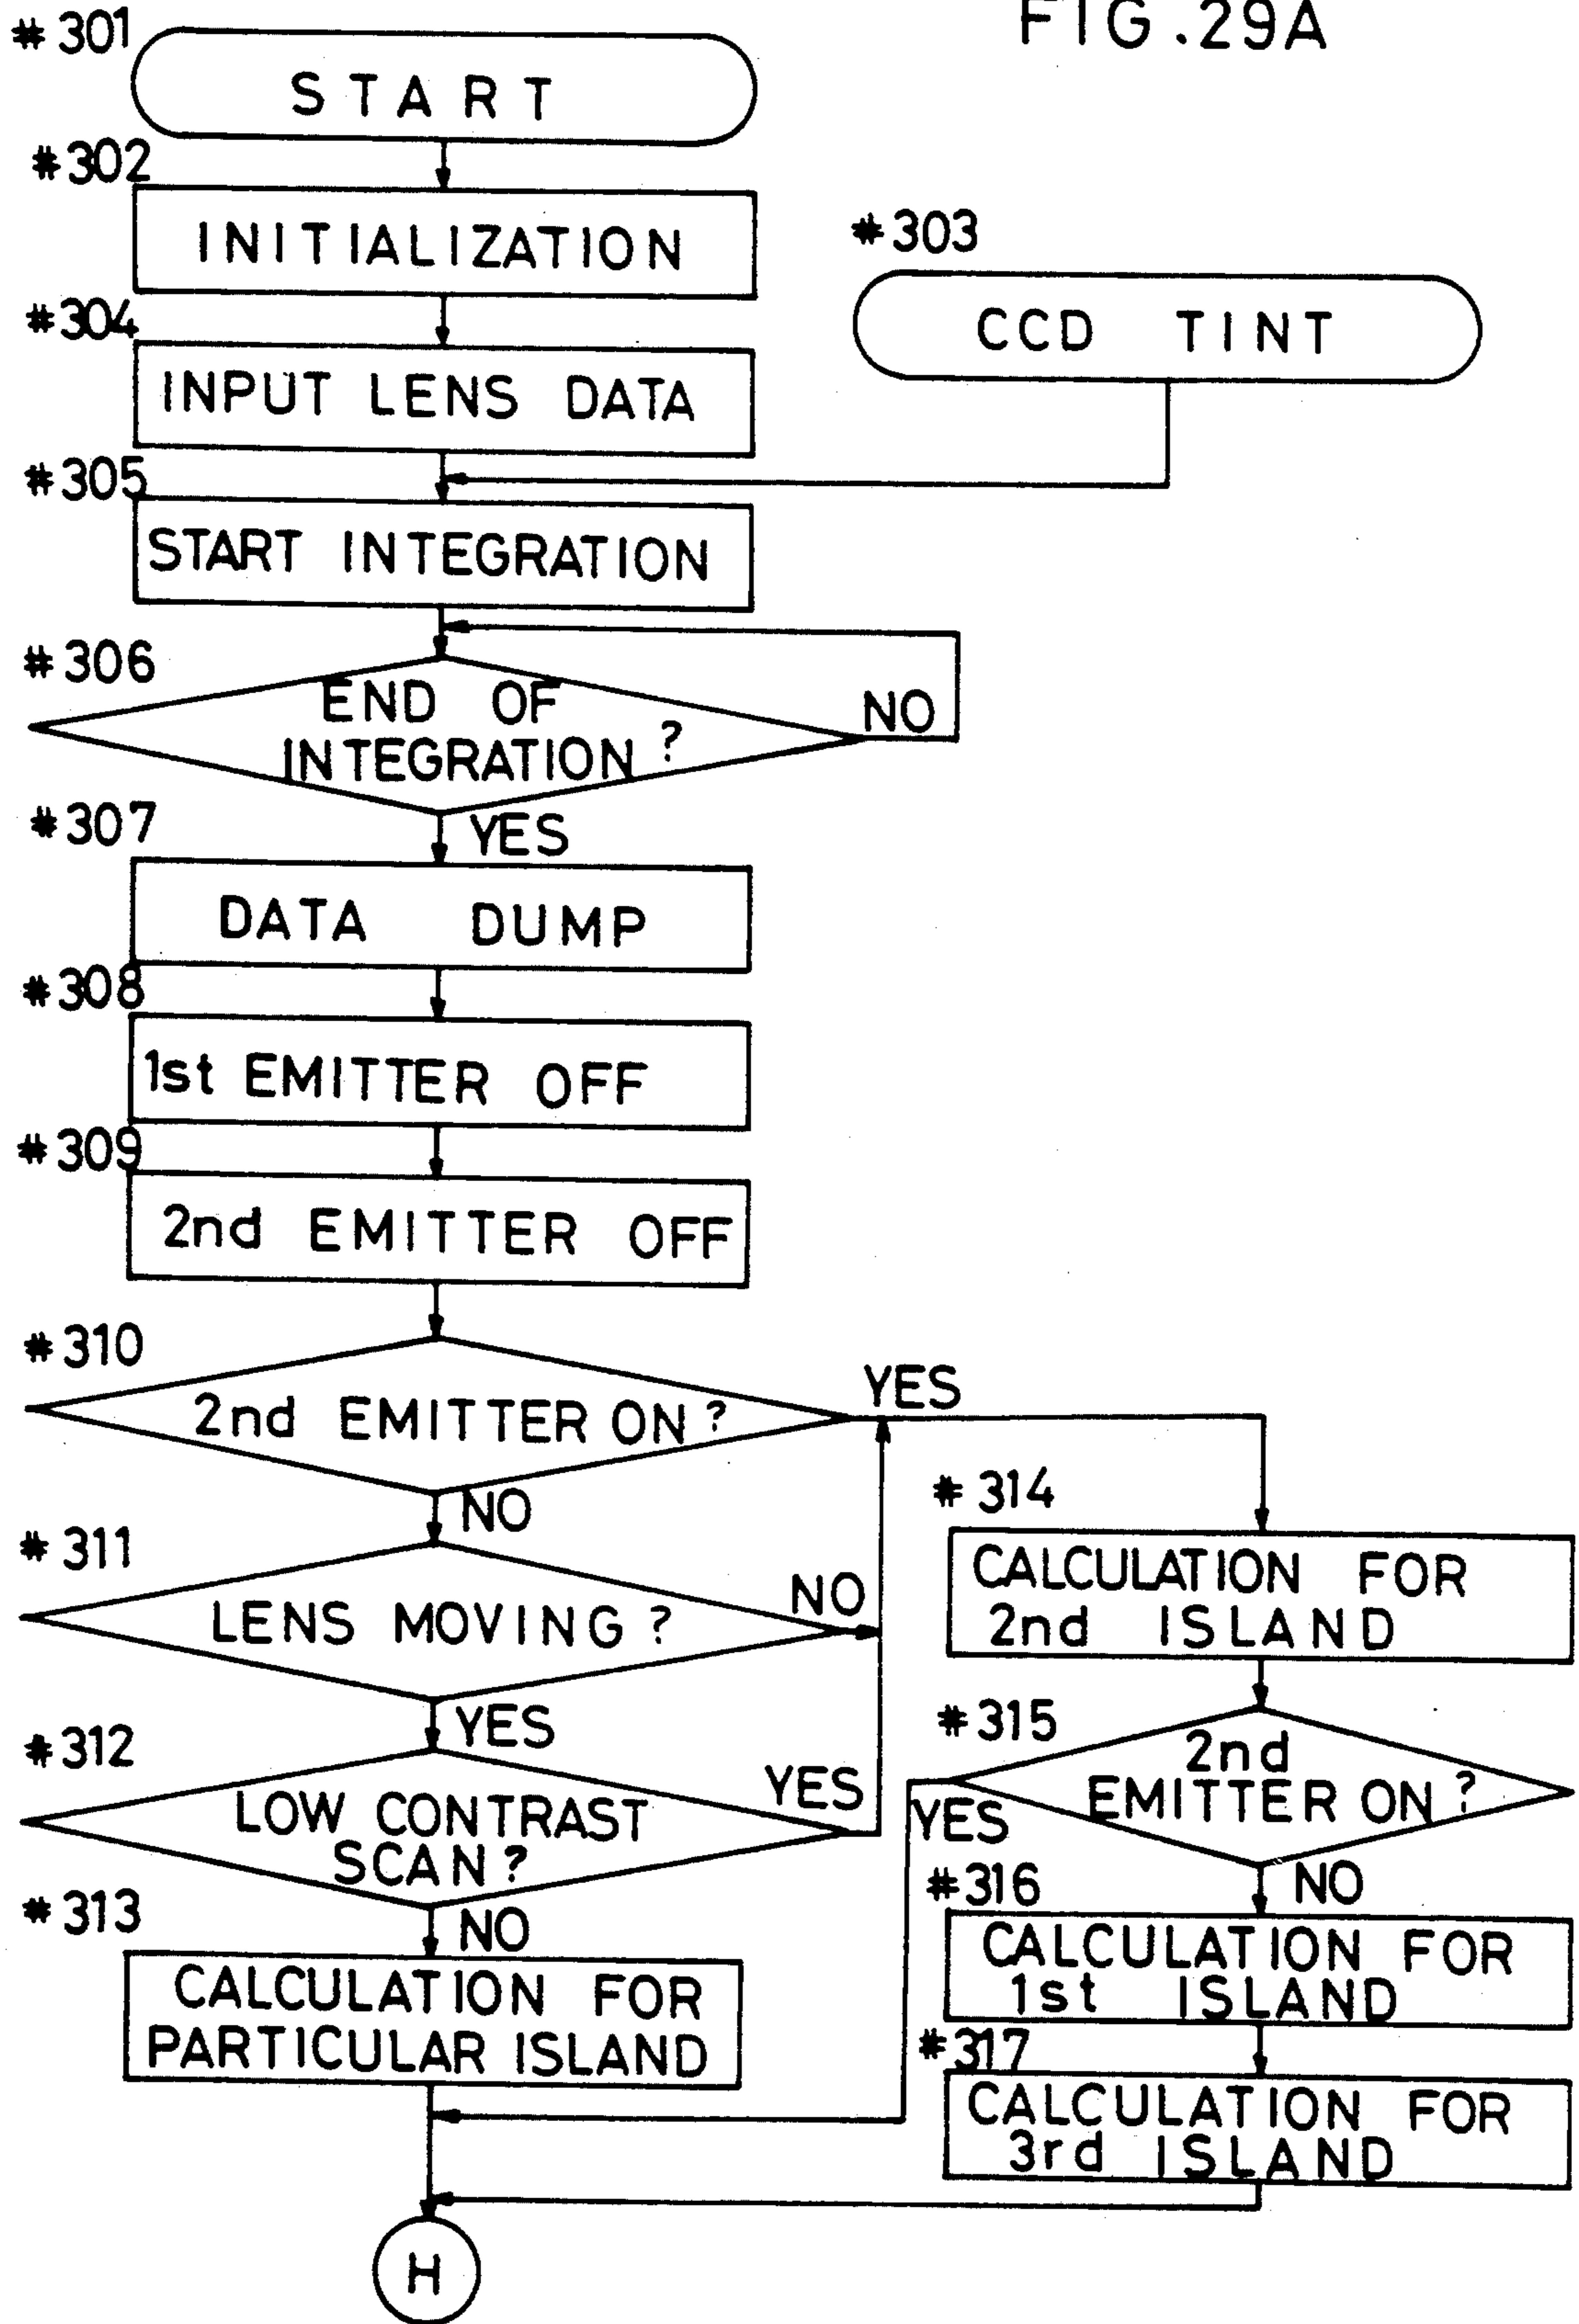 FIG.29A
#301
START
#302
INITIALIZATION
#303
CCD TINT
#304
INPUT LENS DATA
#305
START INTEGRATION
#306
END OF
INTEGRATION ?
NO
YES
#307
DATA DUMP
#308
1st EMITTER OFF
#309
2nd EMITTER OFF
#310
2nd EMITTER ON ?
YES
NO
#311
LENS MOVING ?
NO
YES
#312
LOW CONTRAST
SCAN ?
YES
NO
#313
CALCULATION FOR
PARTICULAR ISLAND
#314
CALCULATION FOR
2nd ISLAND
#315
2nd
EMITTER ON ?
YES
NO
#316
CALCULATION FOR
1st ISLAND
#317
CALCULATION FOR
3rd ISLAND
H